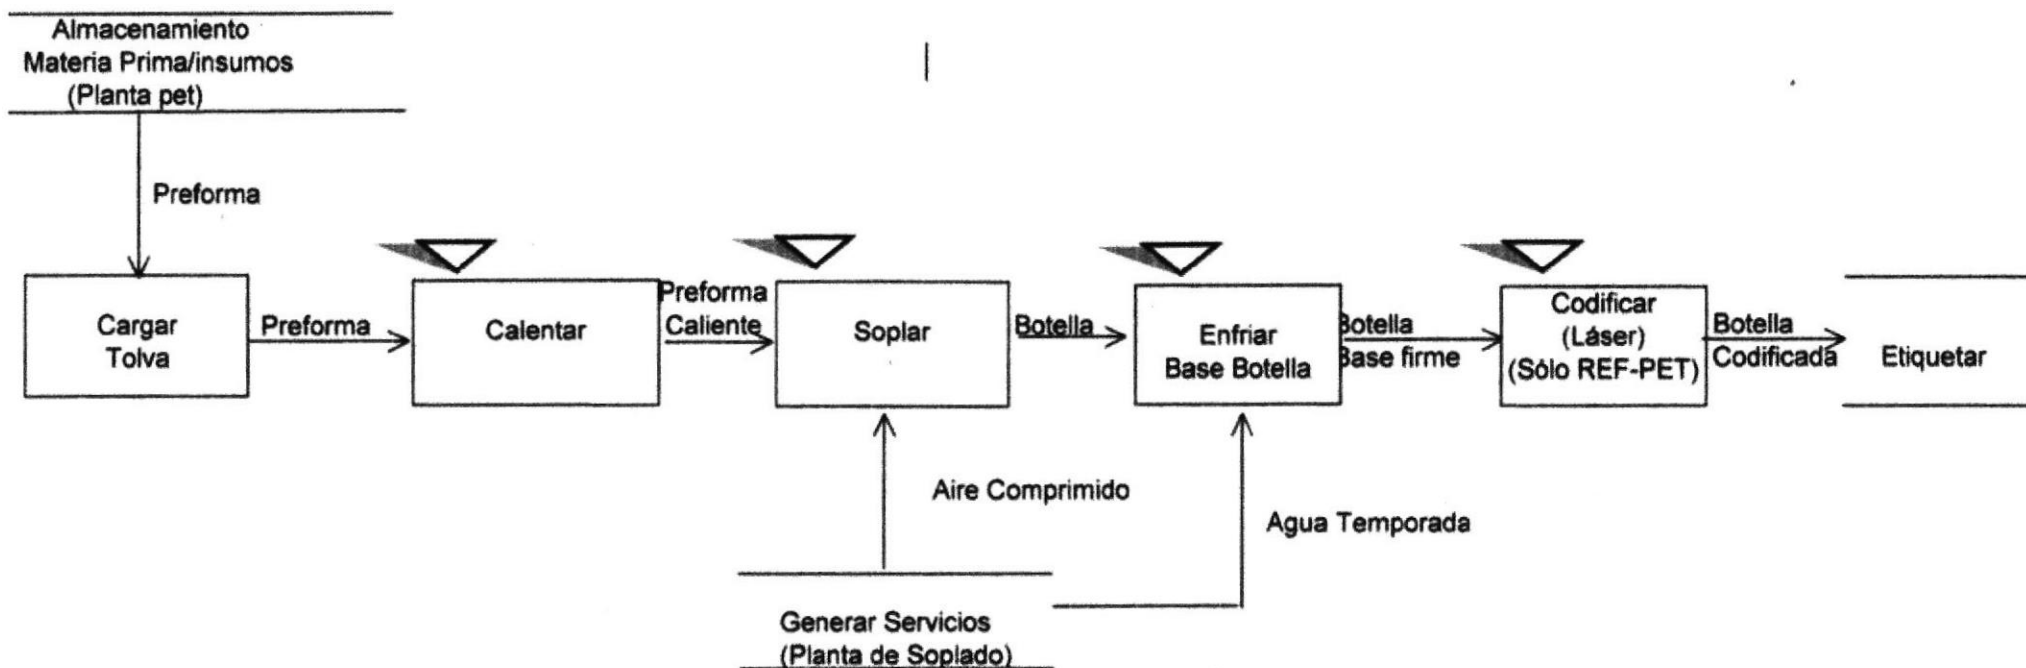 Almacenamiento
Materia Prima/insumos
(Planta pet)
Preforma
Cargar
Tolva
Preforma
Calentar
Preforma
Caliente
Soplar
Botella
Enfriar
Base Botella
Botella
Base firme
Codificar
(Láser)
(Sólo REF-PET)
Botella
Codificada
Etiquetar
Aire Comprimido
Agua Temporada
Generar Servicios
(Planta de Soplado)